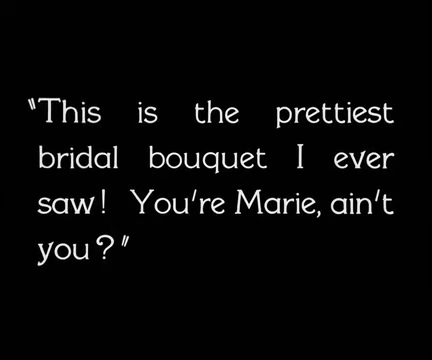 "This is the prettiest
bridal bouquet I ever
saw! You're Marie, ain't
you?"